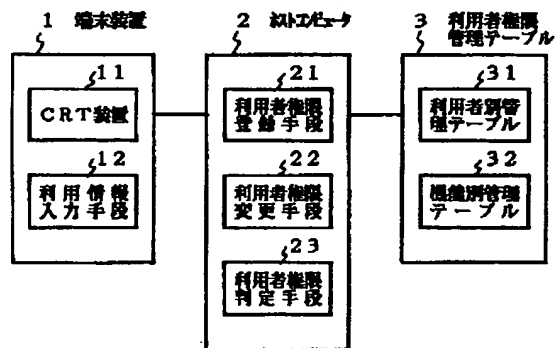 1 端末装置
11
CRT装置
12
利用情報
入力手段
2 ホストコンピュータ
21
利用者権限
登録手段
22
利用者権限
変更手段
23
利用者権限
判定手段
3 利用者権限
管理テーブル
31
利用者別管
理テーブル
32
機能別管理
テーブル